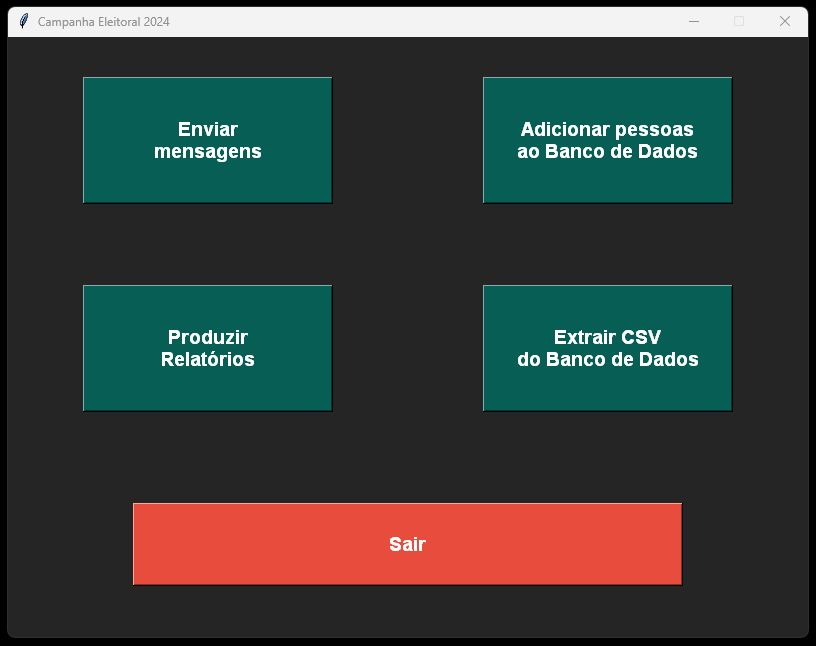 Campanha Eleitoral 2024
Enviar
mensagens
Adicionar pessoas
ao Banco de Dados
Produzir
Relatórios
Extrair CSV
do Banco de Dados
Sair